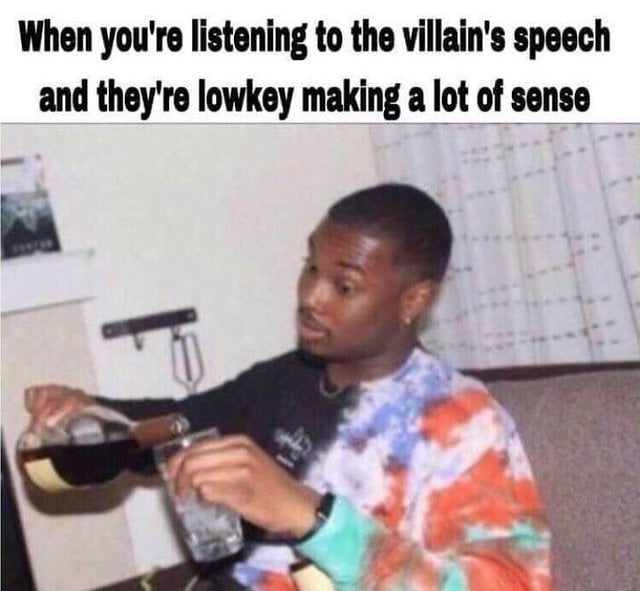 When you're listening to the villain's speech
and they're lowkey making a lot of sense